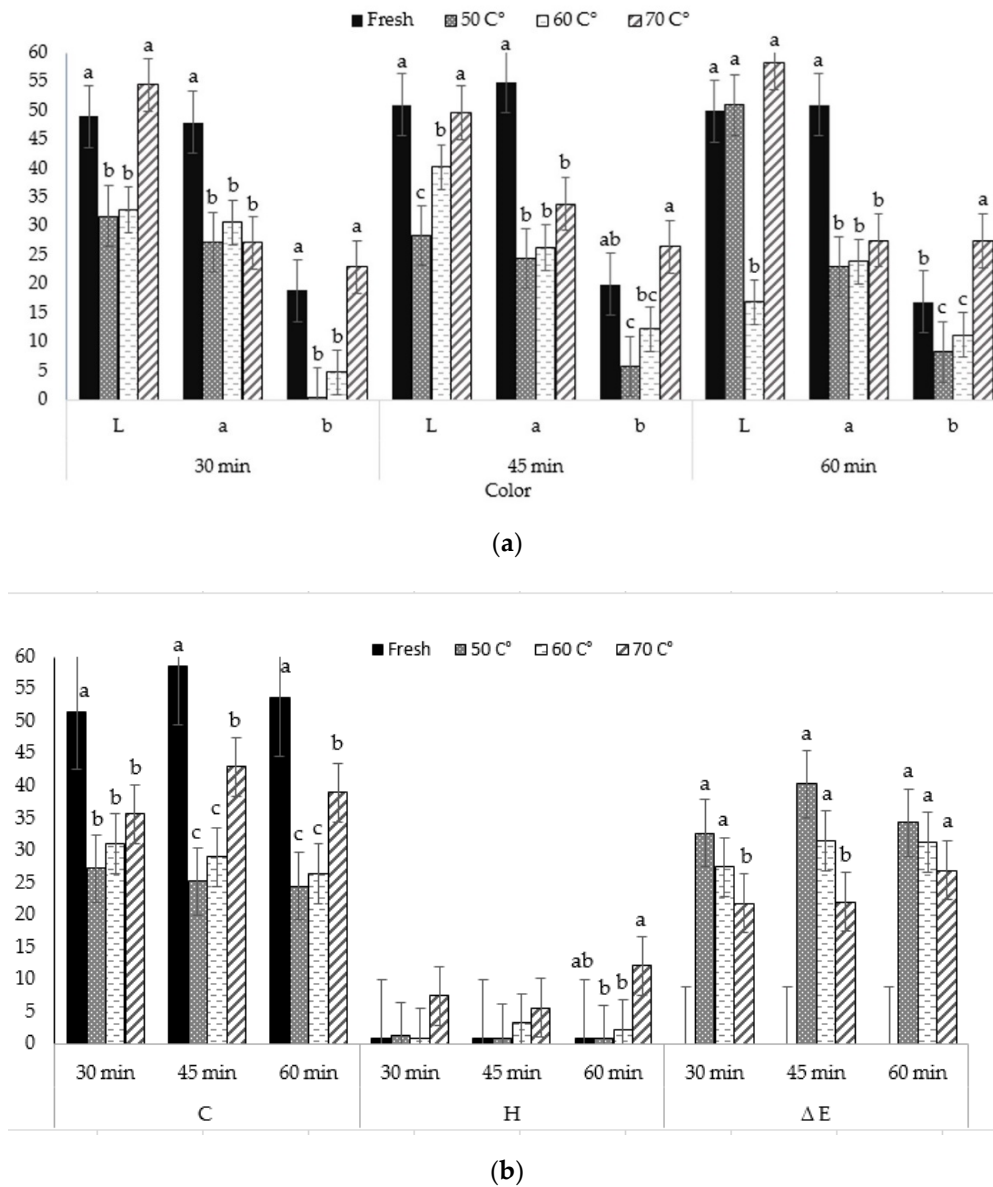 Fresh 50 C° 60 C° 70 C°
a a a a a a a
60
55
50
45
40
35
30
25
20
15
10
5
0
a b b a
a b b b
a b b a
a c b a
a b b b
ab c bc a
a a b a
a b b b
b c c a
L a b L a b L a b
30 min 45 min 60 min
Color
(a)
Fresh 50 C° 60 C° 70 C°
60
55
50
45
40
35
30
25
20
15
10
5
0
a b b b
a c c b
a c c b
ab b b a
a a b
a a b
a a a
30 min 45 min 60 min 30 min 45 min 60 min 30 min 45 min 60 min
C H Δ E
(b)